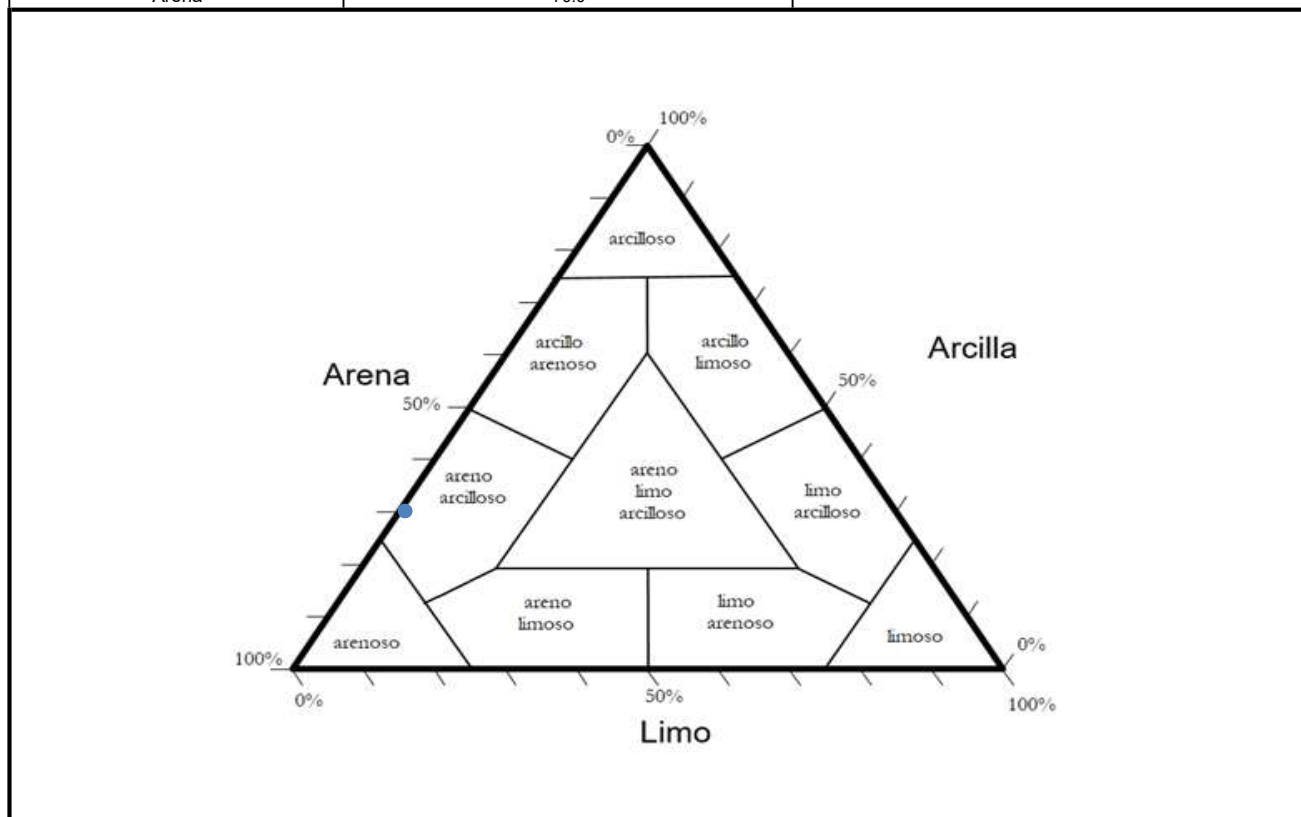 Arena
100%
0%
arcilloso
arcillo
arenoso
arcillo
limoso
Arcilla
Arena
50%
50%
areno
arcilloso
areno
limo
arcilloso
limo
arcilloso
areno
limoso
limo
arenoso
arenoso
limoso
100%
0%
0%
50%
100%
Limo